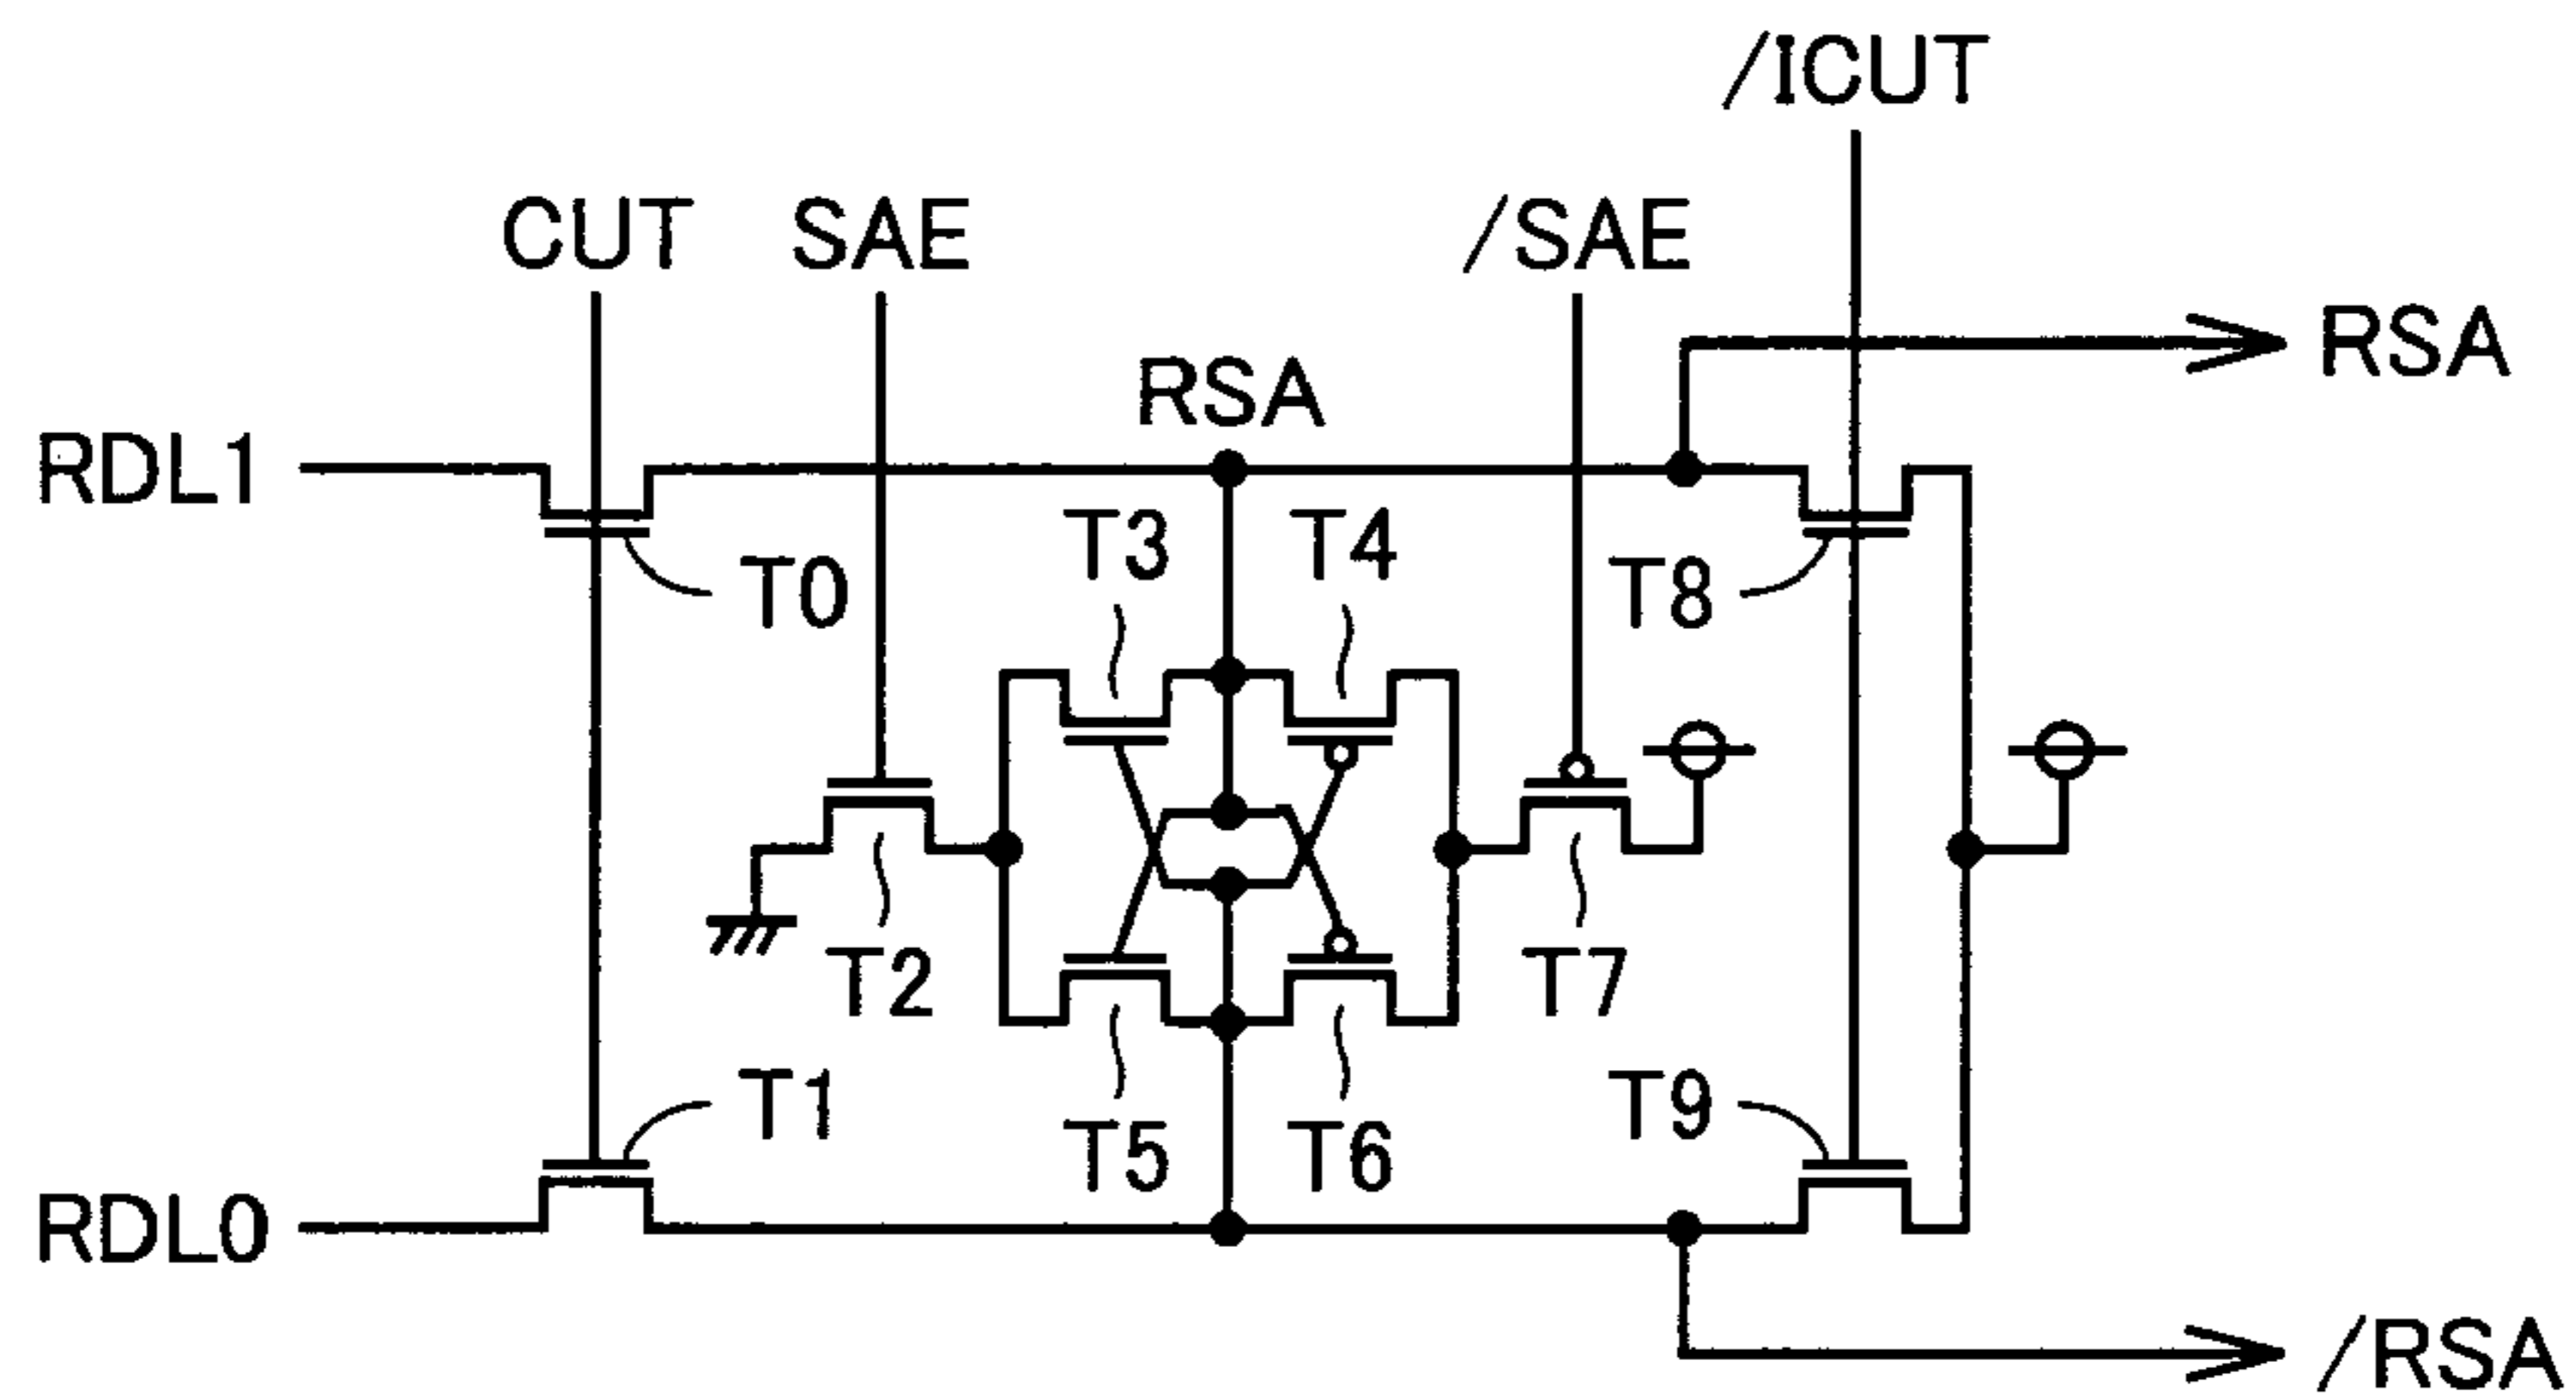 /ICUT
CUT SAE /SAE
RSA
RSA
RDL1
T3 T4
T0 T8
T2 T7
T1 T9
T5 T6
RDL0
/RSA